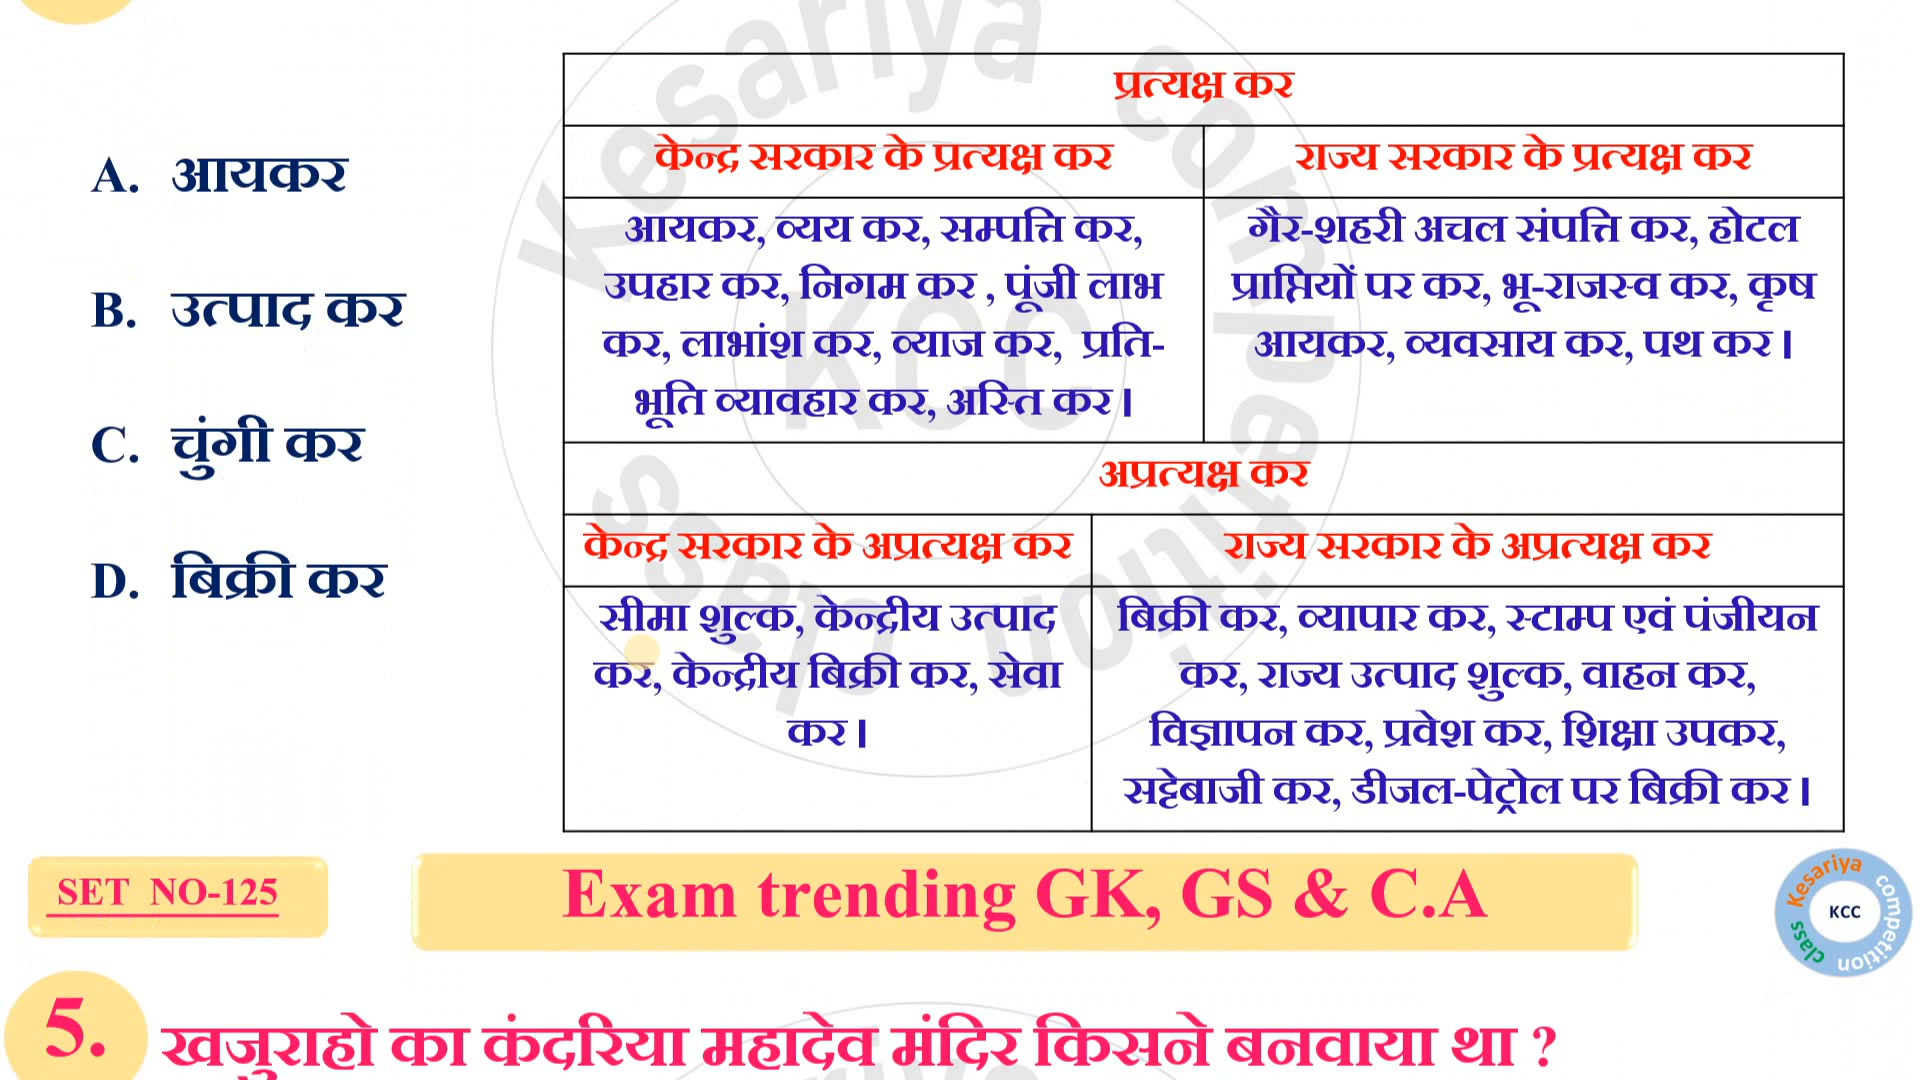 A. आयकर
B. उत्पाद कर
C. चुंगी कर
D. बिक्री कर
प्रत्यक्ष कर
केन्द्र सरकार के प्रत्यक्ष कर
राज्य सरकार के प्रत्यक्ष कर
आयकर, व्यय कर, सम्पत्ति कर,
उपहार कर, निगम कर , पूंजी लाभ
कर, लाभांश कर, व्याज कर, प्रति-
भूति व्यावहार कर, अस्ति कर।
गैर-शहरी अचल संपत्ति कर, होटल
प्राप्तियों पर कर, भू-राजस्व कर, कृष
आयकर, व्यवसाय कर, पथ कर।
अप्रत्यक्ष कर
केन्द्र सरकार के अप्रत्यक्ष कर
राज्य सरकार के अप्रत्यक्ष कर
सीमा शुल्क, केन्द्रीय उत्पाद
कर, केन्द्रीय बिक्री कर, सेवा
कर।
बिक्री कर, व्यापार कर, स्टाम्प एवं पंजीयन
कर, राज्य उत्पाद शुल्क, वाहन कर,
विज्ञापन कर, प्रवेश कर, शिक्षा उपकर,
सट्टेबाजी कर, डीजल-पेट्रोल पर बिक्री कर।
Kesariya competition class
KCC
SET NO-125
Exam trending GK, GS & C.A
Kesariya competition class
KCC
5. खजुराहो का कंदरिया महादेव मंदिर किसने बनवाया था ?